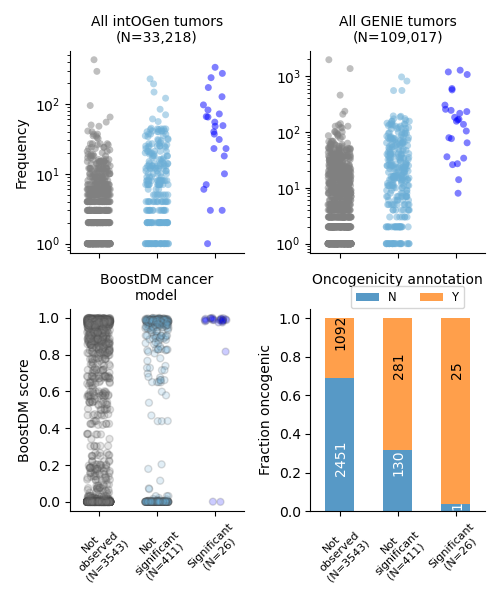 All intOGen tumors
(N=33,218)
All GENIE tumors
(N=109,017)
Frequency
10²
10¹
10⁰
10³
10²
10¹
10⁰
BoostDM cancer
model
Oncogenicity annotation
N
Y
BoostDM score
1.0
0.8
0.6
0.4
0.2
0.0
Fraction oncogenic
1.0
0.8
0.6
0.4
0.2
0.0
1092
281
25
2451
130
1
Not
observed
(N=3543)
Not
significant
(N=411)
Significant
(N=26)
Not
observed
(N=3543)
Not
significant
(N=411)
Significant
(N=26)